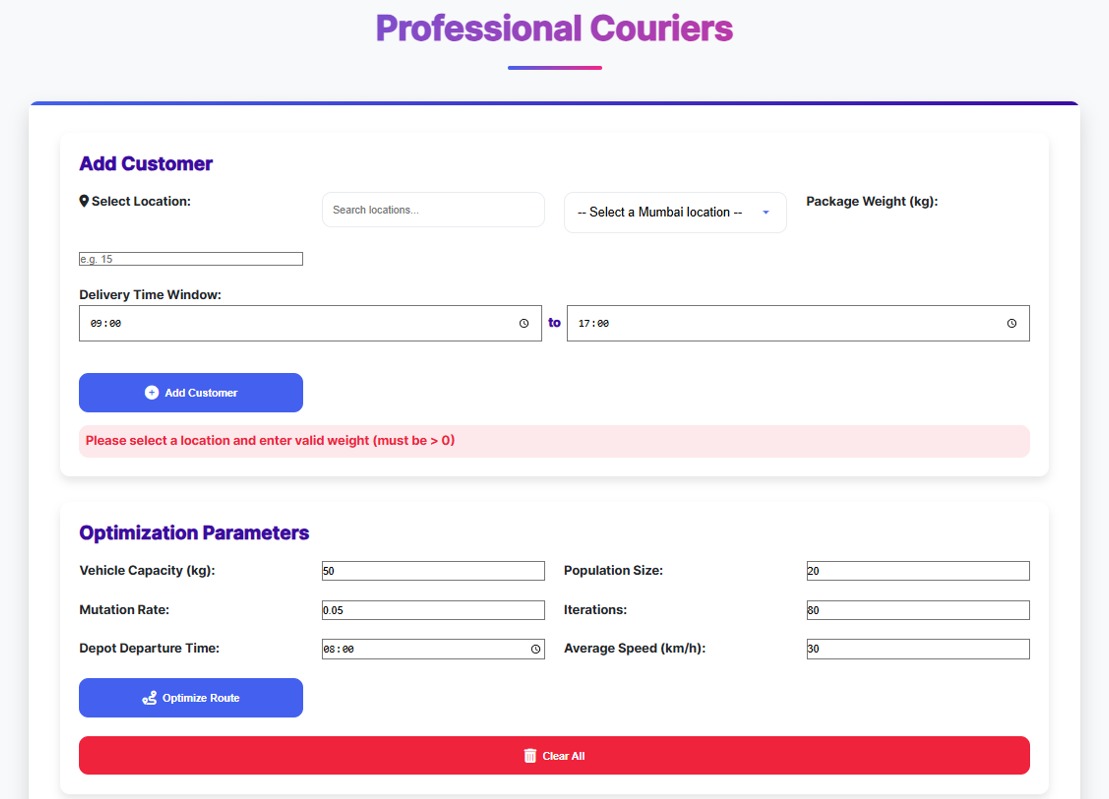 Professional Couriers
Add Customer
Select Location:
Search locations...
-- Select a Mumbai location --
Package Weight (kg):
e.g. 15
Delivery Time Window:
09:00
to
17:00
Add Customer
Please select a location and enter valid weight (must be > 0)
Optimization Parameters
Vehicle Capacity (kg):
50
Population Size:
20
Mutation Rate:
0.05
Iterations:
80
Depot Departure Time:
08:00
Average Speed (km/h):
30
Optimize Route
Clear All